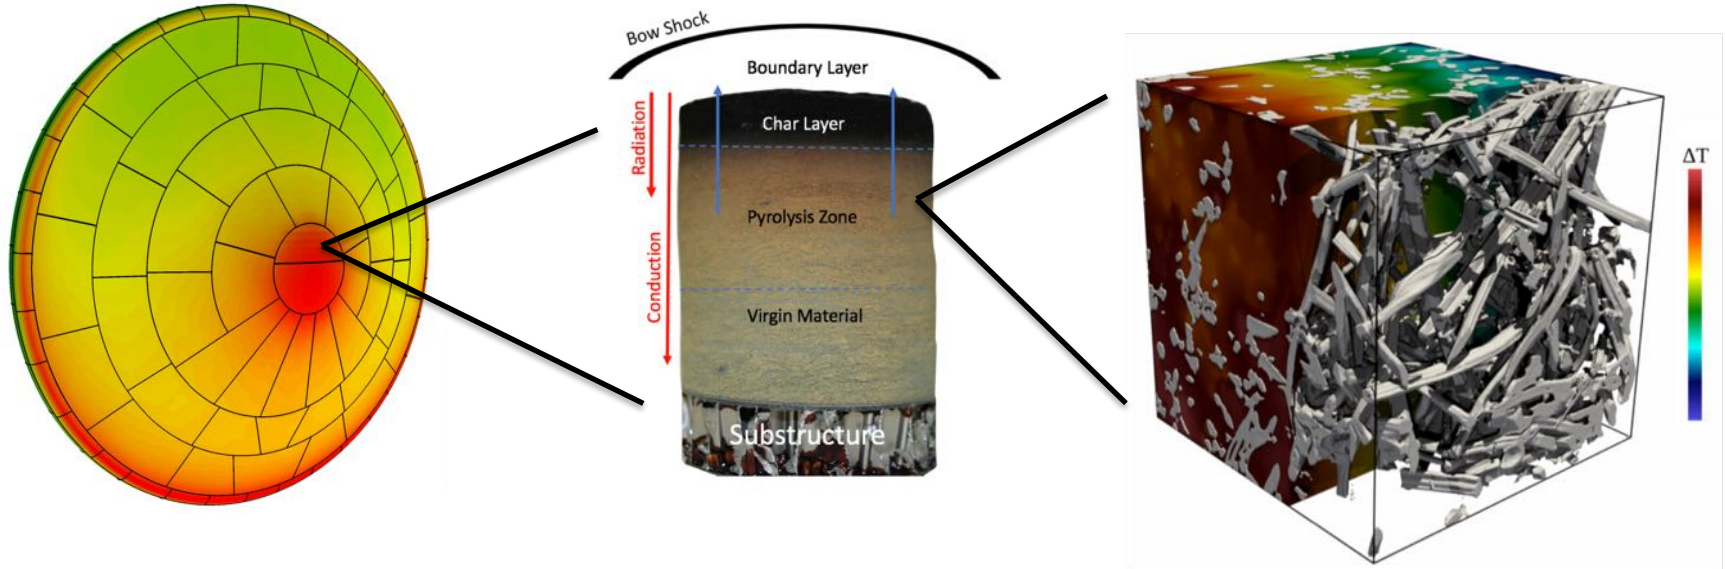 Bow Shock
Boundary Layer
Radiation
Char Layer
Pyrolysis Zone
Conduction
Virgin Material
Substructure
ΔT